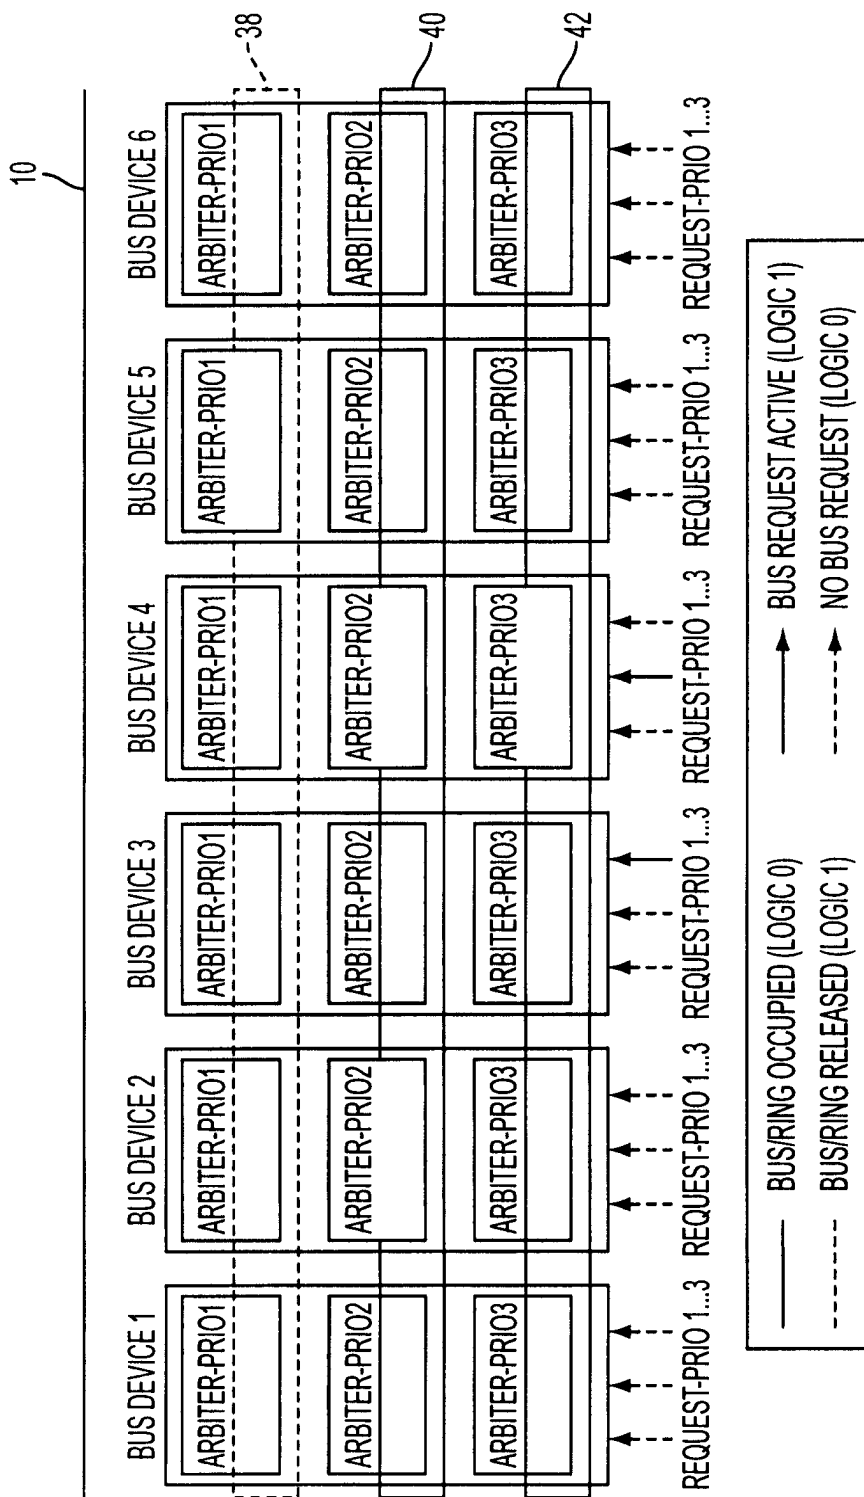 10
BUS DEVICE 1
BUS DEVICE 2
BUS DEVICE 3
BUS DEVICE 4
BUS DEVICE 5
BUS DEVICE 6
ARBITER-PRIO1
ARBITER-PRIO1
ARBITER-PRIO1
ARBITER-PRIO1
ARBITER-PRIO1
ARBITER-PRIO1
38
ARBITER-PRIO2
ARBITER-PRIO2
ARBITER-PRIO2
ARBITER-PRIO2
ARBITER-PRIO2
ARBITER-PRIO2
40
ARBITER-PRIO3
ARBITER-PRIO3
ARBITER-PRIO3
ARBITER-PRIO3
ARBITER-PRIO3
ARBITER-PRIO3
42
REQUEST-PRIO 1...3
REQUEST-PRIO 1...3
REQUEST-PRIO 1...3
REQUEST-PRIO 1...3
REQUEST-PRIO 1...3
REQUEST-PRIO 1...3
BUS/RING OCCUPIED (LOGIC 0)
BUS REQUEST ACTIVE (LOGIC 1)
BUS/RING RELEASED (LOGIC 1)
NO BUS REQUEST (LOGIC 0)